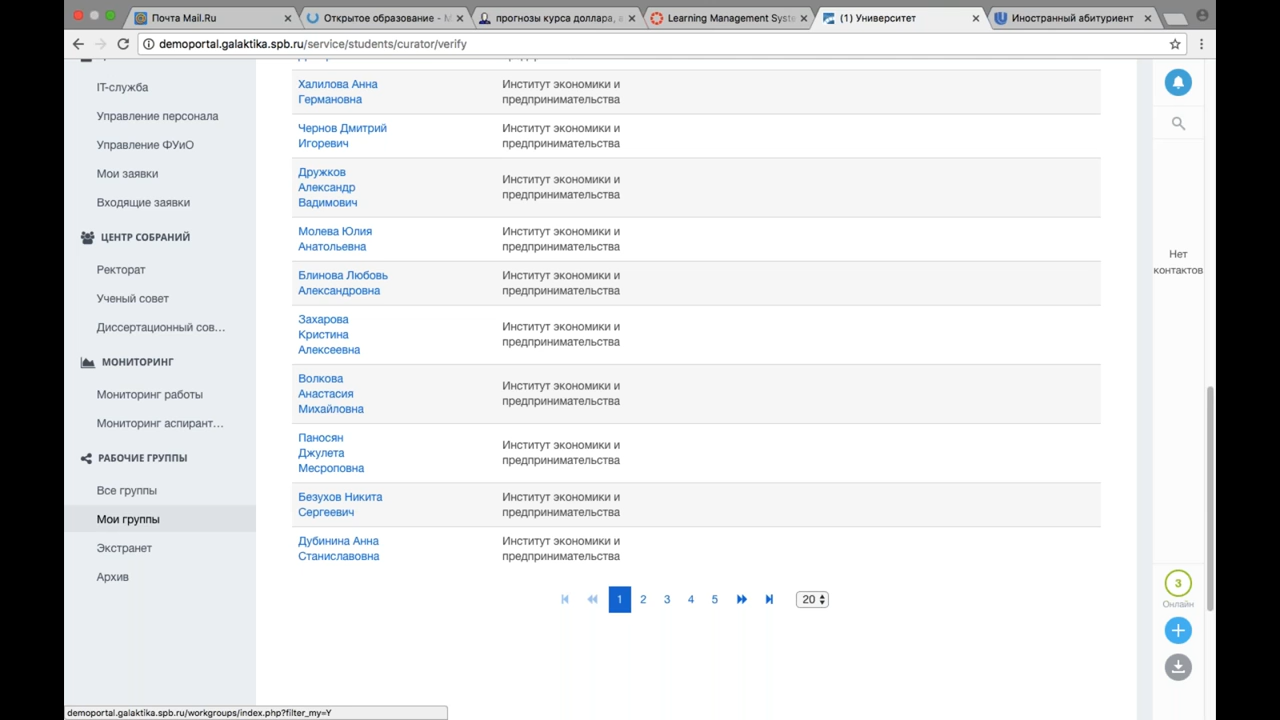 Почта Mail.Ru
Открытое образование - М
прогнозы курса доллара, а
Learning Management Syste
(1) Университет
Иностранный абитуриент
demoportal.galaktika.spb.ru/service/students/curator/verify
IT-служба
Управление персонала
Управление ФУиО
Мои заявки
Входящие заявки
ЦЕНТР СОБРАНИЙ
Ректорат
Ученый совет
Диссертационный сов...
МОНИТОРИНГ
Мониторинг работы
Мониторинг аспирант...
РАБОЧИЕ ГРУППЫ
Все группы
Мои группы
Экстранет
Архив
Халилова Анна
Германовна
Институт экономики и
предпринимательства
Чернов Дмитрий
Игоревич
Институт экономики и
предпринимательства
Дружков
Александр
Вадимович
Институт экономики и
предпринимательства
Молева Юлия
Анатольевна
Институт экономики и
предпринимательства
Блинова Любовь
Александровна
Институт экономики и
предпринимательства
Захарова
Кристина
Алексеевна
Институт экономики и
предпринимательства
Волкова
Анастасия
Михайловна
Институт экономики и
предпринимательства
Паносян
Джулета
Месроповна
Институт экономики и
предпринимательства
Безухов Никита
Сергеевич
Институт экономики и
предпринимательства
Дубинина Анна
Станиславовна
Институт экономики и
предпринимательства
1 2 3 4 5 20
Нет
контактов
3
Онлайн
demoportal.galaktika.spb.ru/workgroups/index.php?filter_my=Y